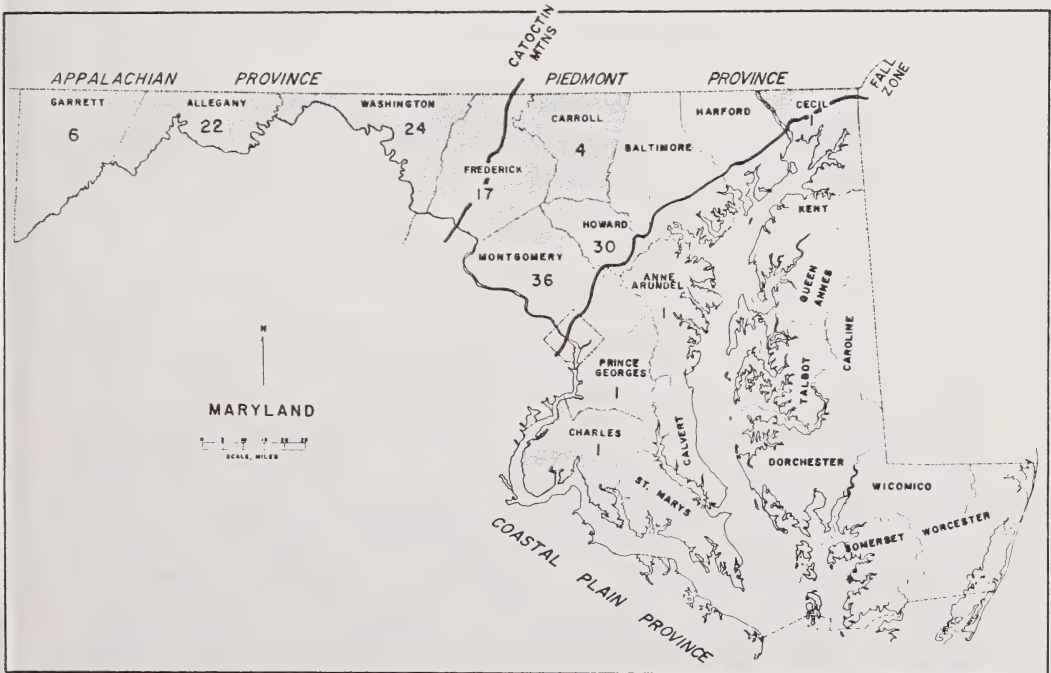 CATOCTIN
MTNS
APPALACHIAN PROVINCE
PIEDMONT PROVINCE
FALL
ZONE
GARRETT
6
ALLEGANY
22
WASHINGTON
24
FREDERICK
17
CARROLL
4
BALTIMORE
HARFORD
CECIL
1
HOWARD
30
MONTGOMERY
36
KENT
ANNE
ARUNDEL
1
QUEEN
ANNES
CAROLINE
TALBOT
PRINCE
GEORGES
1
CALVERT
CHARLES
1
ST. MARYS
DORCHESTER
WICOMICO
SOMERSET
WORCESTER
COASTAL PLAIN PROVINCE
N
MARYLAND
SCALE, MILES